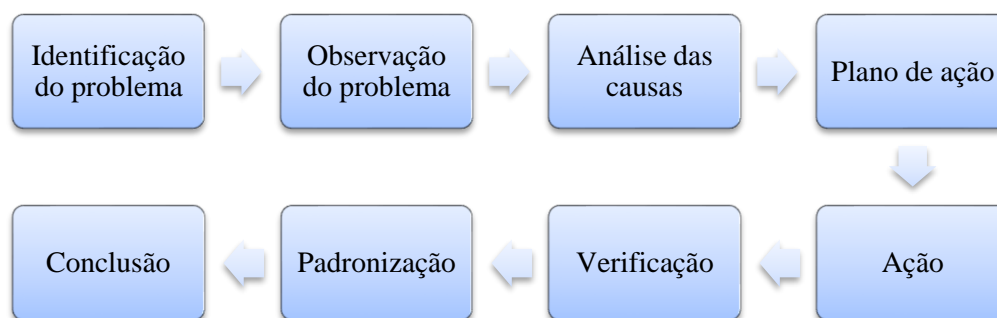 Identificação
do problema
Observação
do problema
Análise das
causas
Plano de ação
Ação
Verificação
Padronização
Conclusão